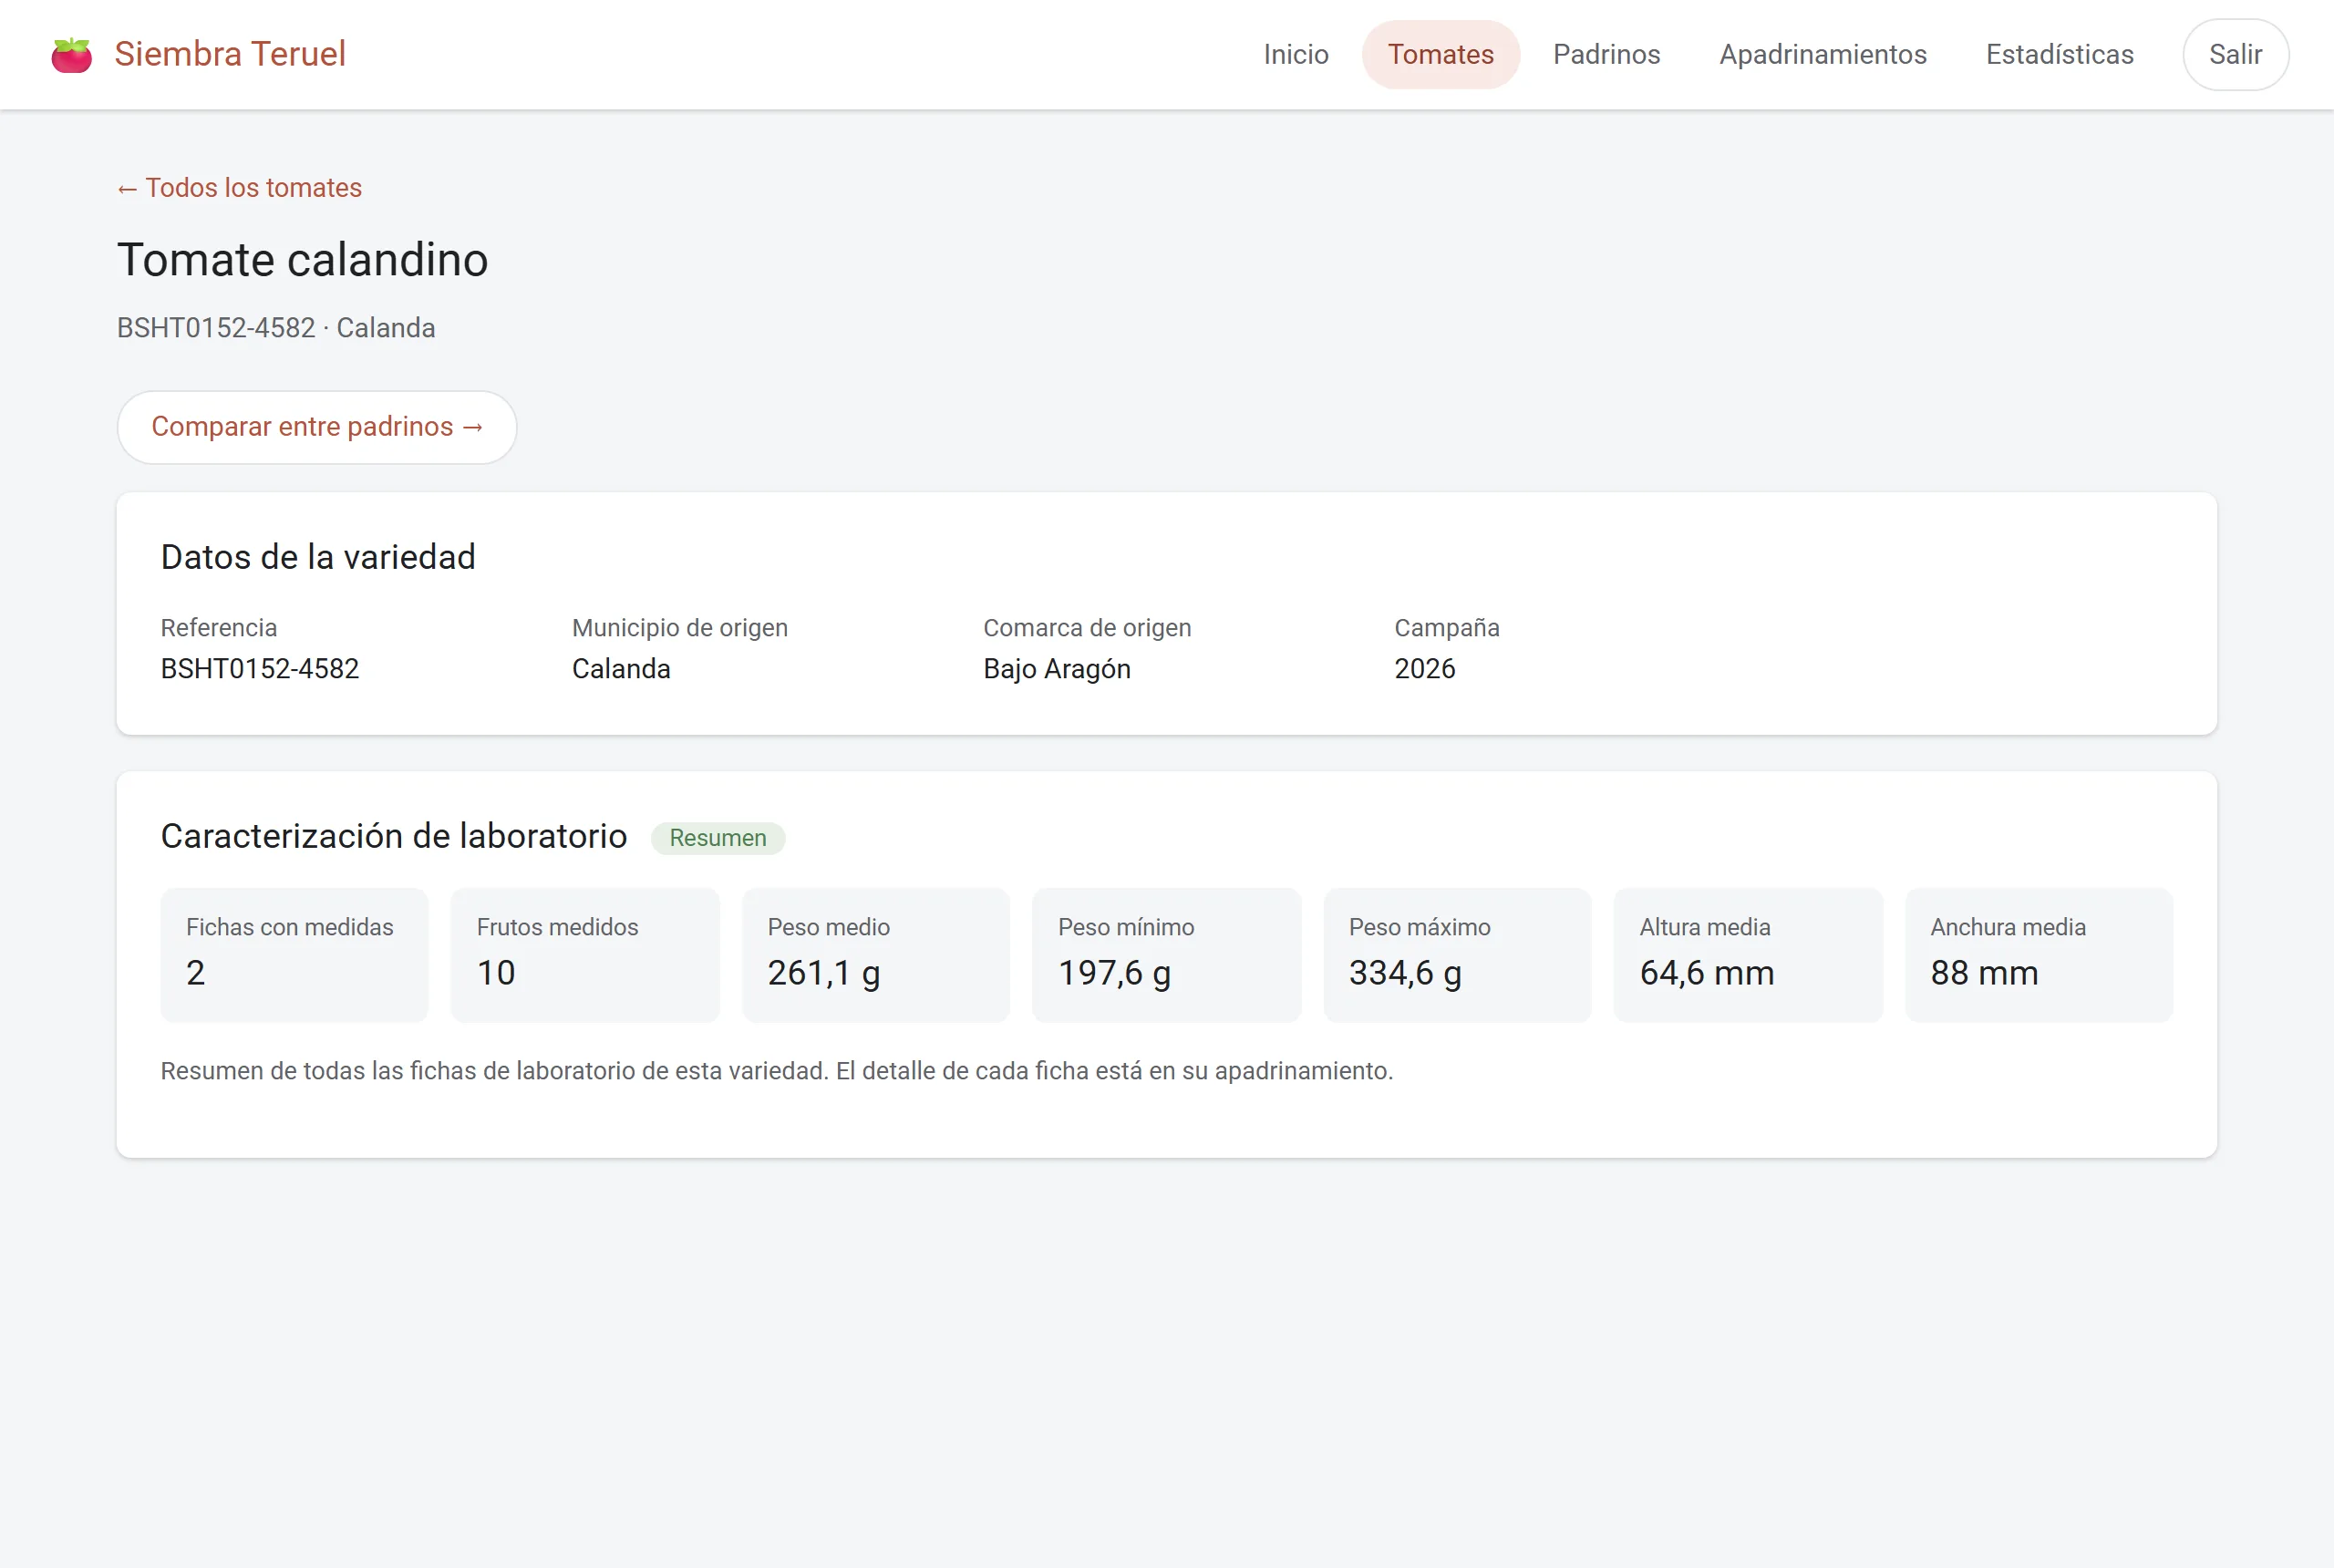 Siembra Teruel
Inicio Tomates Padrinos Apadrinamientos Estadísticas Salir
← Todos los tomates
Tomate calandino
BSHT0152-4582 · Calanda
Comparar entre padrinos →
Datos de la variedad
Referencia Municipio de origen Comarca de origen Campaña
BSHT0152-4582 Calanda Bajo Aragón 2026
Caracterización de laboratorio Resumen
Fichas con medidas Frutos medidos Peso medio Peso mínimo Peso máximo Altura media Anchura media
2 10 261,1 g 197,6 g 334,6 g 64,6 mm 88 mm
Resumen de todas las fichas de laboratorio de esta variedad. El detalle de cada ficha está en su apadrinamiento.